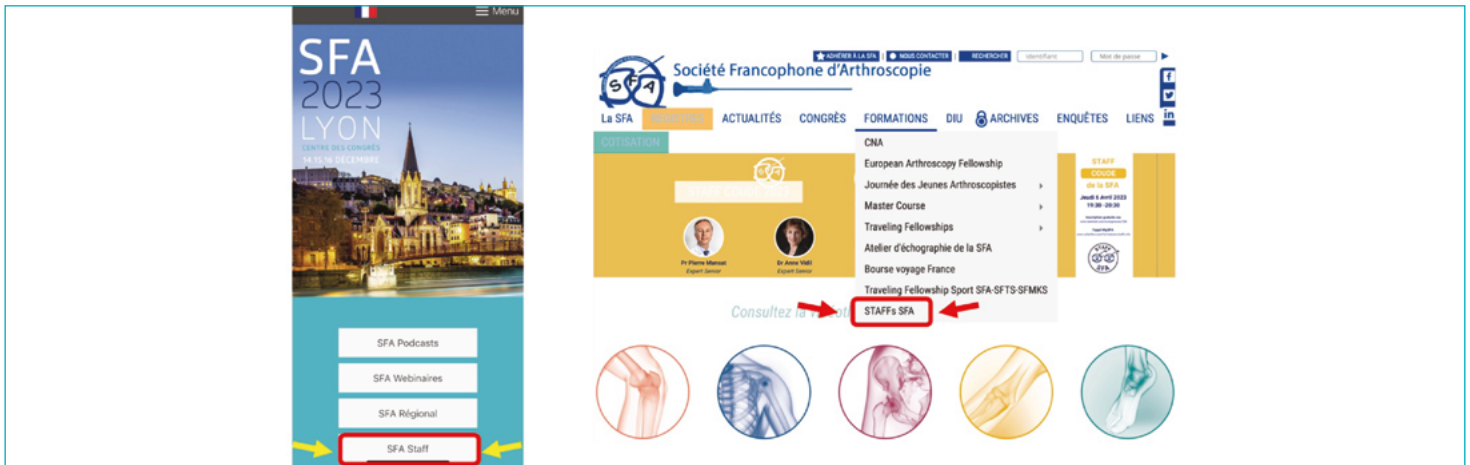 Menu
SFA
2023
LYON
CENTRE DES CONGRÈS
14.15.16 DÉCEMBRE
SFA Podcasts
SFA Webinaires
SFA Régional
SFA Staff
ADHÉRER À LA SFA | NOUS CONTACTER | RECHERCHER Identifiant Mot de passe
SFA
Société Francophone d'Arthroscopie
La SFA REGISTRES ACTUALITÉS CONGRÈS FORMATIONS DIU ARCHIVES ENQUÊTES LIENS
COTISATION
CNA
European Arthroscopy Fellowship
Journée des Jeunes Arthroscopistes
Master Course
Traveling Fellowships
Atelier d'échographie de la SFA
Bourse voyage France
Traveling Fellowship Sport SFA-SFTS-SFMKS
STAFFs SFA
STAFF COUDE
Pr Pierre Mansat
Expert Senior
Dr Anne Vidil
Expert Senior
STAFF
COUDE
de la SFA
Jeudi 6 Avril 2023
19:30 -20:30
STAFF
SFA
Consultez la